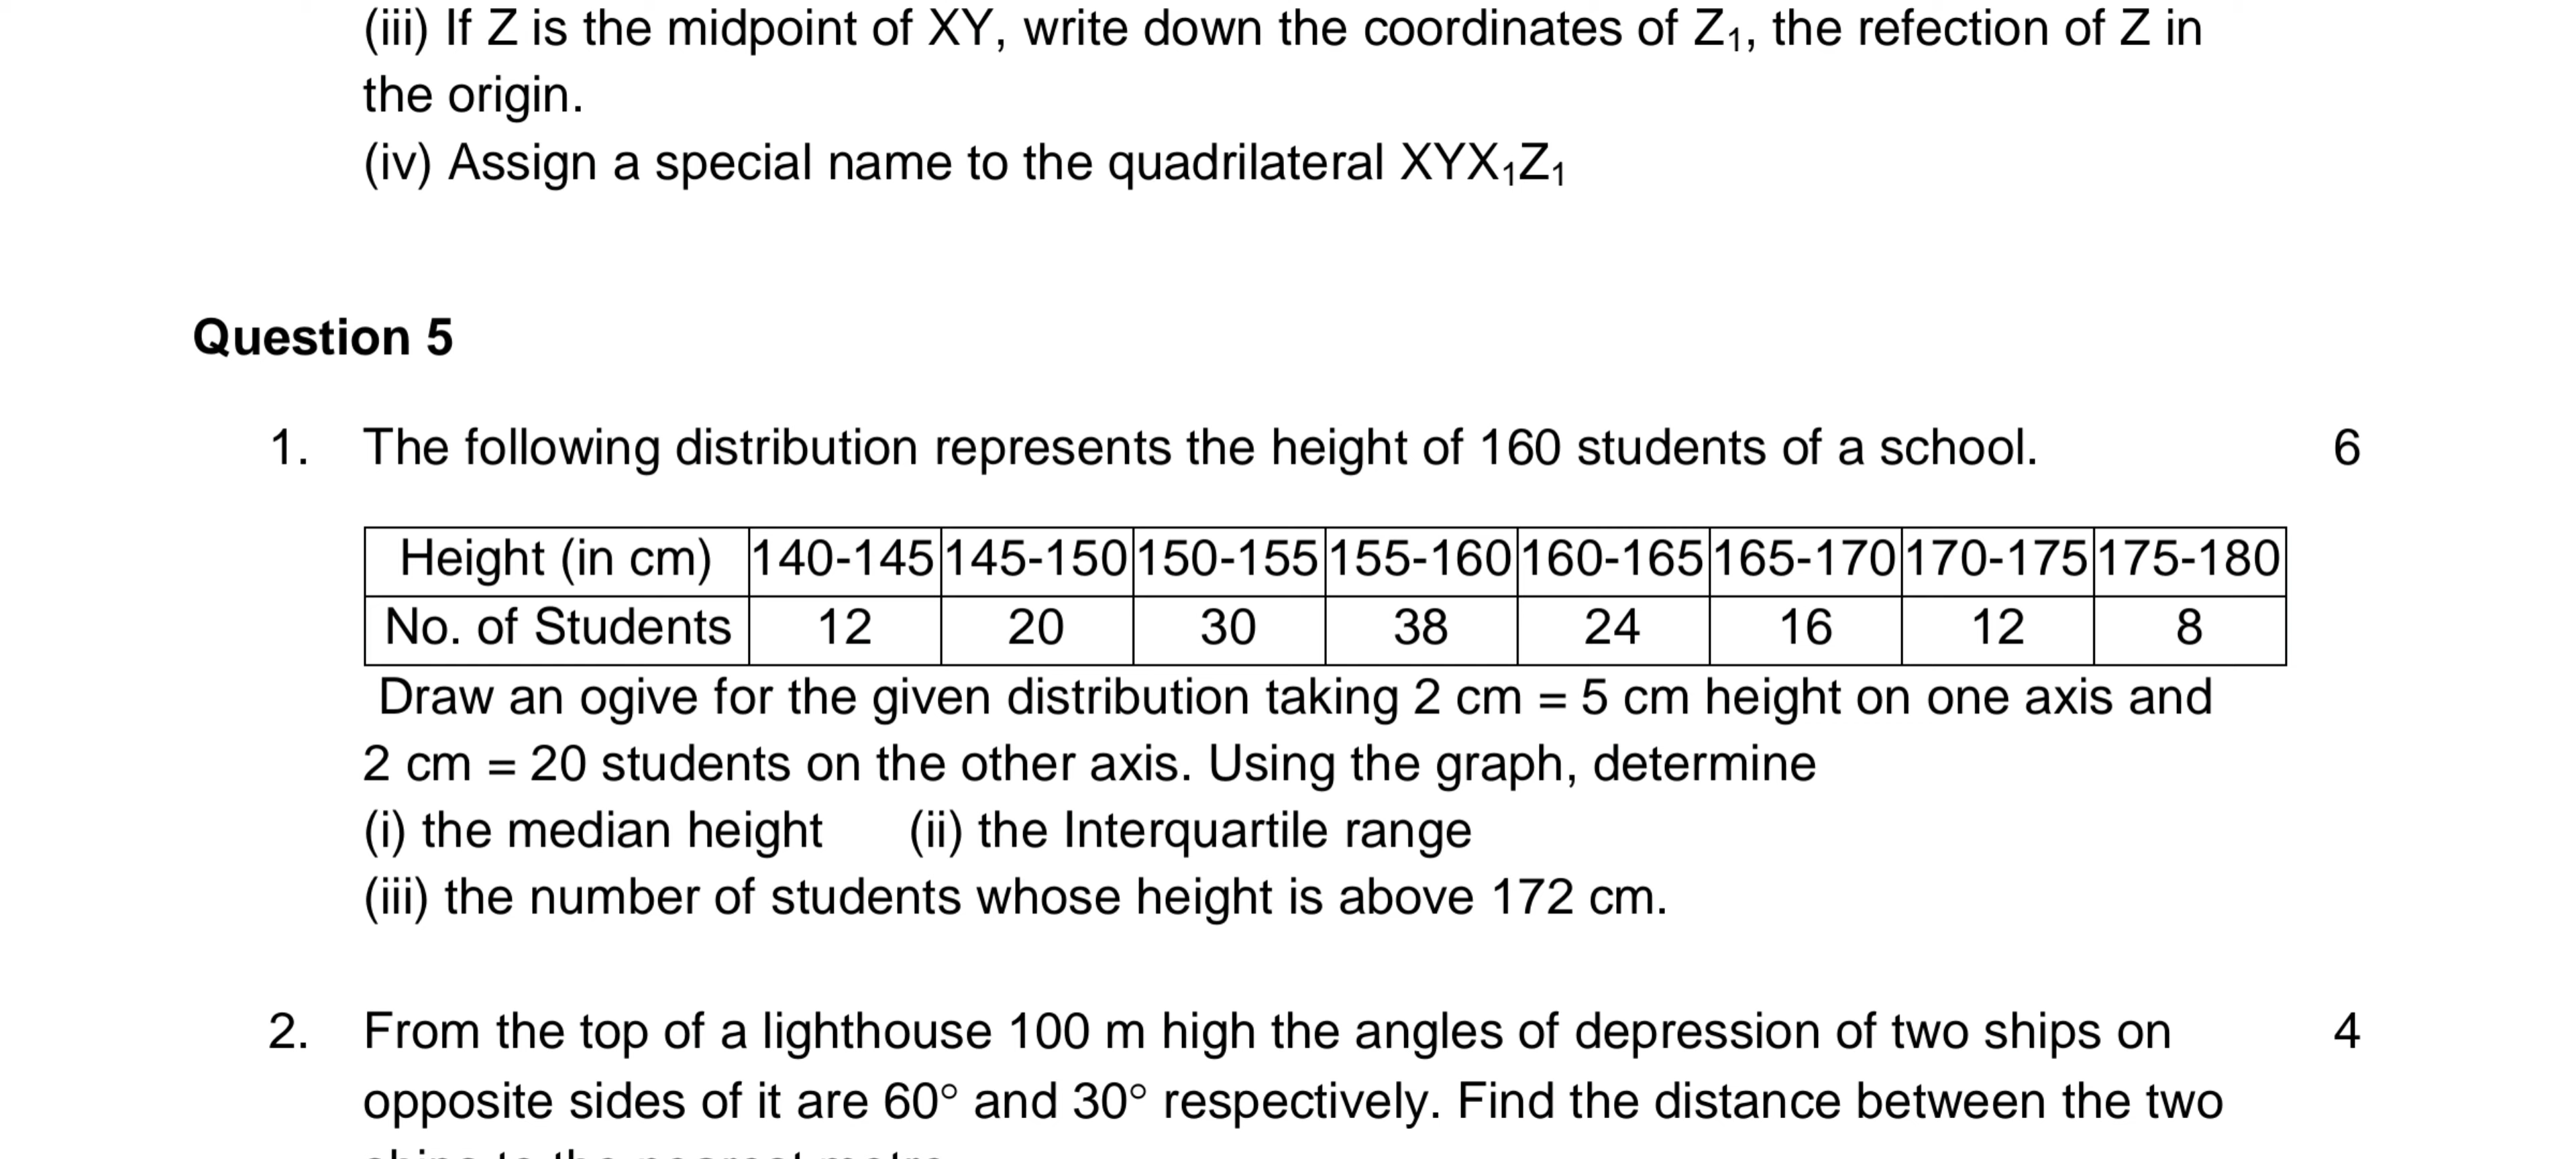 (iii) If Z is the midpoint of XY, write down the coordinates of Z₁, the refection of Z in
the origin.
(iv) Assign a special name to the quadrilateral XYX₁Z₁
Question 5
1. The following distribution represents the height of 160 students of a school. 6
Height (in cm) 140-145 145-150 150-155 155-160 160-165 165-170 170-175 175-180
No. of Students 12 20 30 38 24 16 12 8
Draw an ogive for the given distribution taking 2 cm = 5 cm height on one axis and
2 cm = 20 students on the other axis. Using the graph, determine
(i) the median height (ii) the Interquartile range
(iii) the number of students whose height is above 172 cm.
2. From the top of a lighthouse 100 m high the angles of depression of two ships on 4
opposite sides of it are 60° and 30° respectively. Find the distance between the two